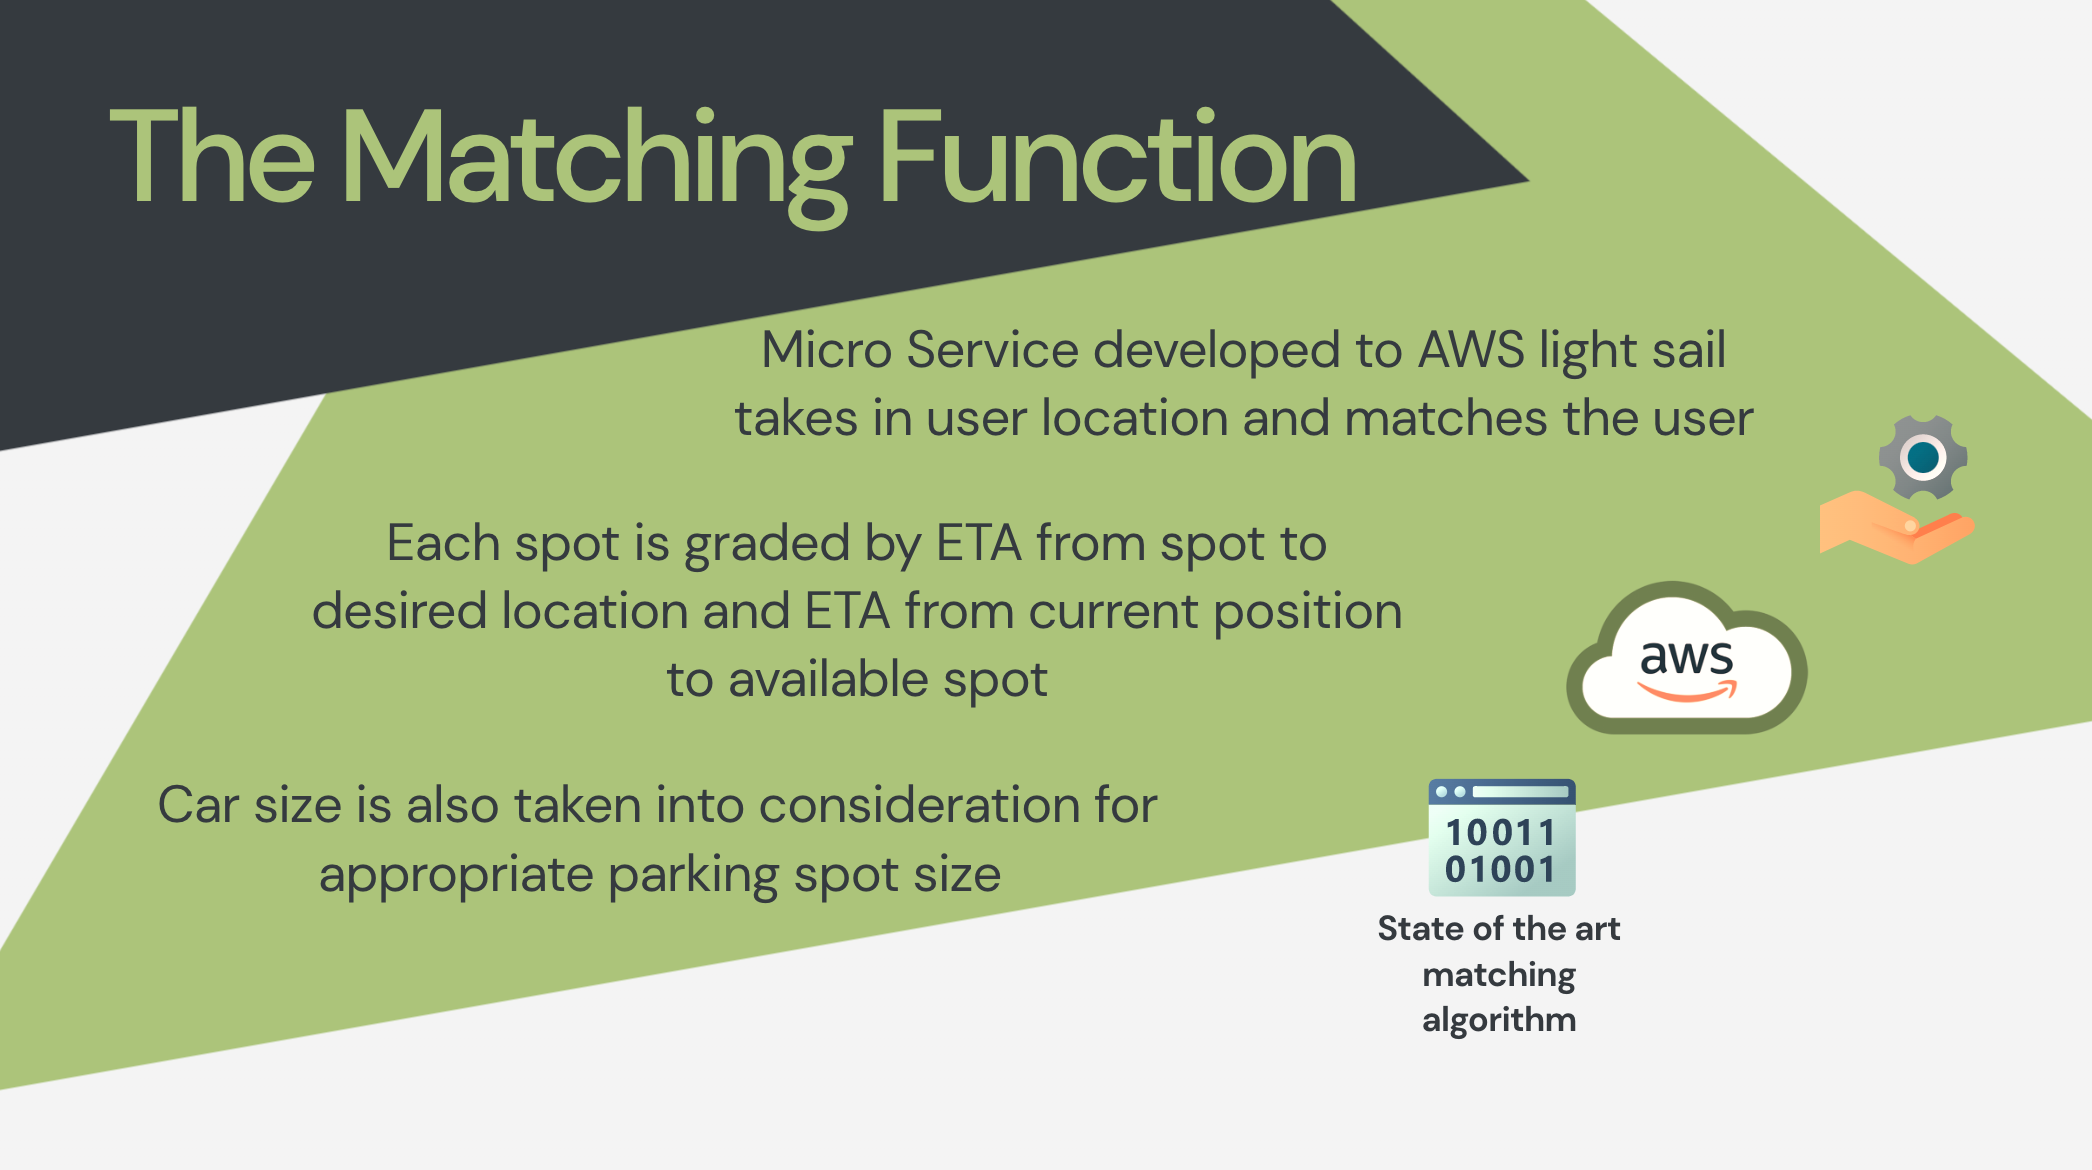 The Matching Function
Micro Service developed to AWS light sail
takes in user location and matches the user
Each spot is graded by ETA from spot to
desired location and ETA from current position
to available spot
aws
Car size is also taken into consideration for
appropriate parking spot size
10011
01001
State of the art
matching
algorithm